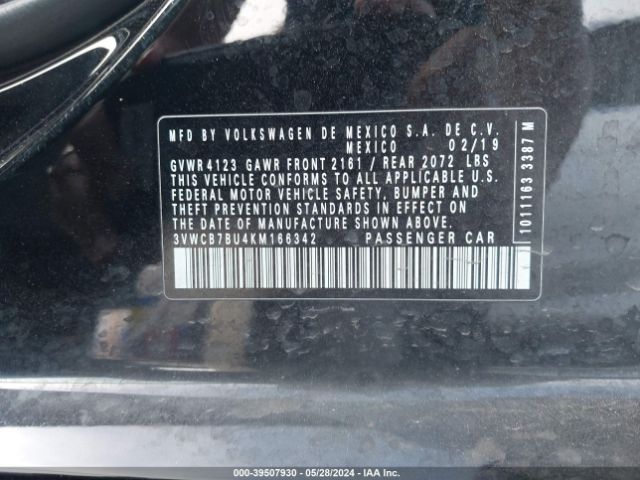 MFD BY VOLKSWAGEN DE MEXICO S.A. DE C.V.
MEXICO 02/19
GVWR 4123 GAWR FRONT 2161 / REAR 2072 LBS
THIS VEHICLE CONFORMS TO ALL APPLICABLE U.S.
FEDERAL MOTOR VEHICLE SAFETY, BUMPER AND
THEFT PREVENTION STANDARDS IN EFFECT ON
THE DATE OF MANUFACTURE SHOWN ABOVE
3VWCB7BU4KM166342 PASSENGER CAR
1011163 3387 M
000-39507930 - 05/28/2024 - IAA Inc.